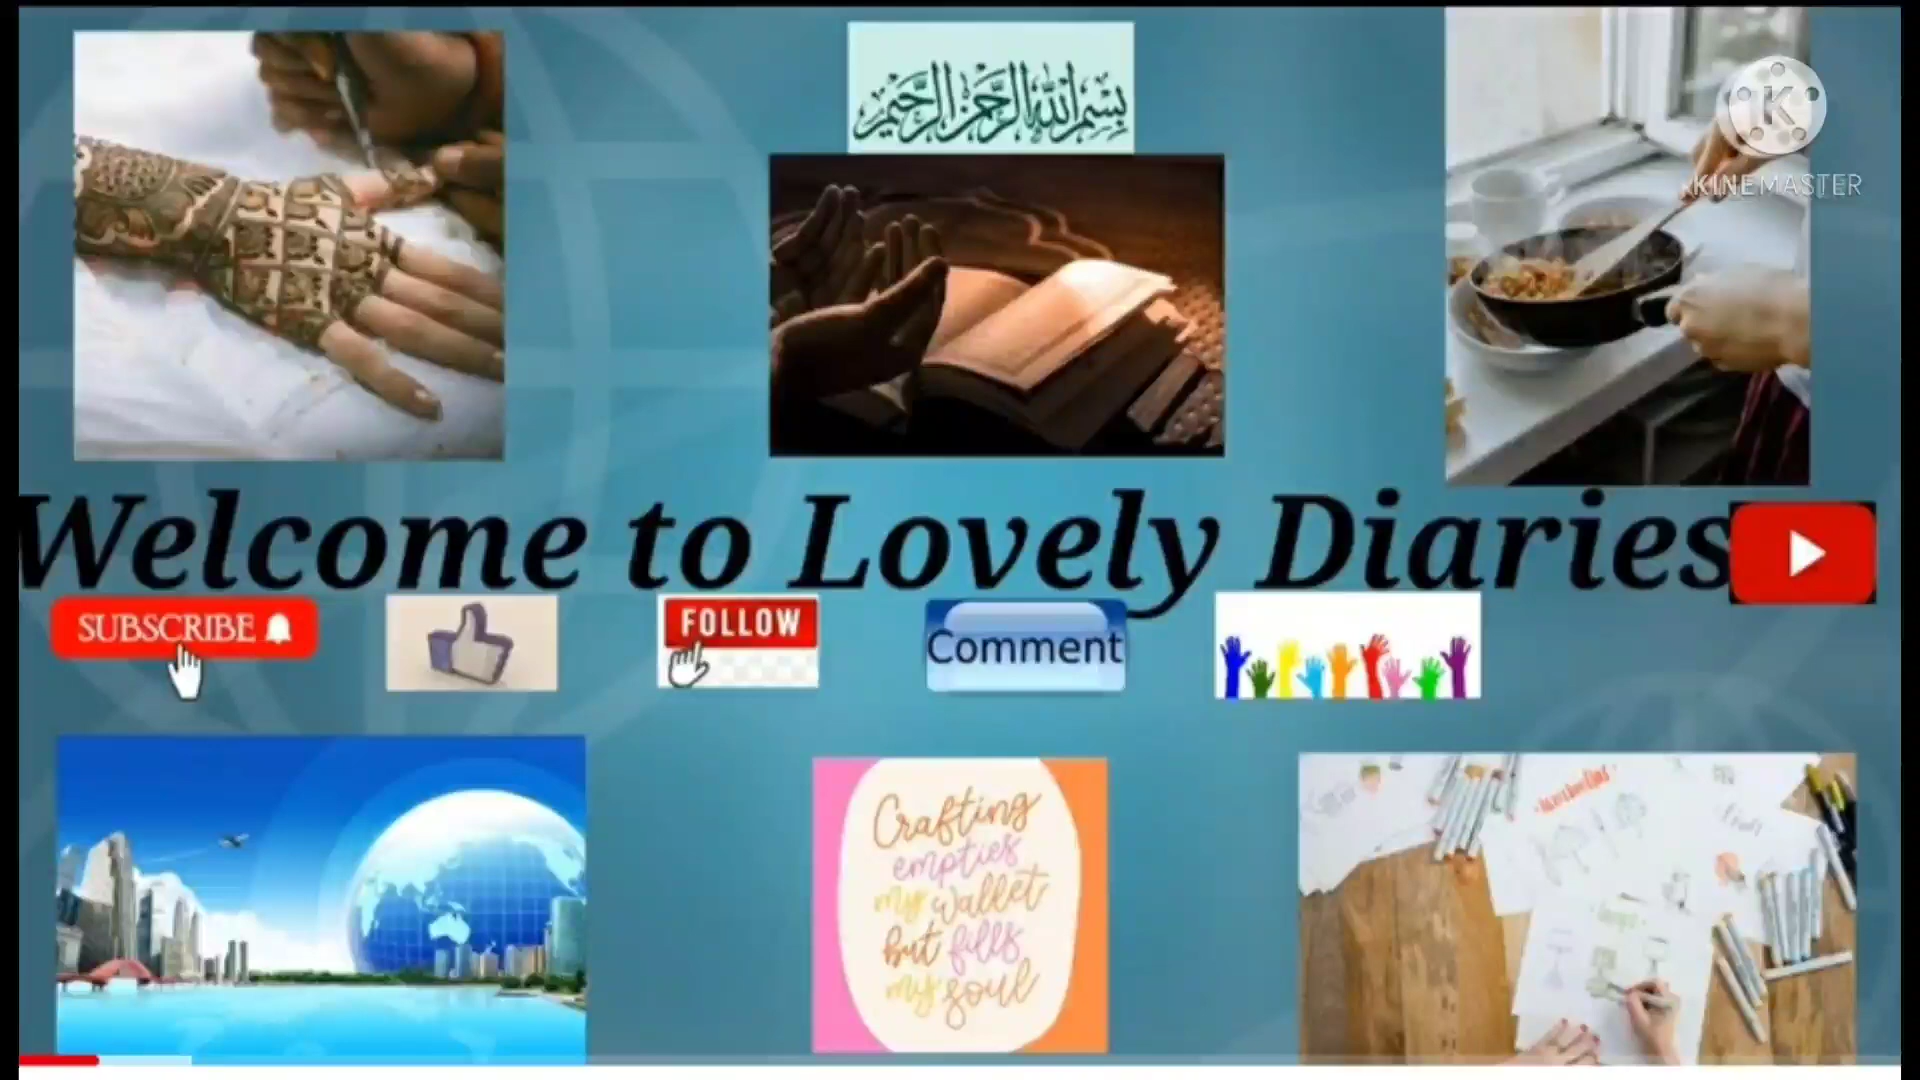 بسم الله الرحمن الرحيم
KINEMASTER
Welcome to Lovely Diaries
SUBSCRIBE
FOLLOW
Comment
Crafting
empties
my wallet
but fills
my soul